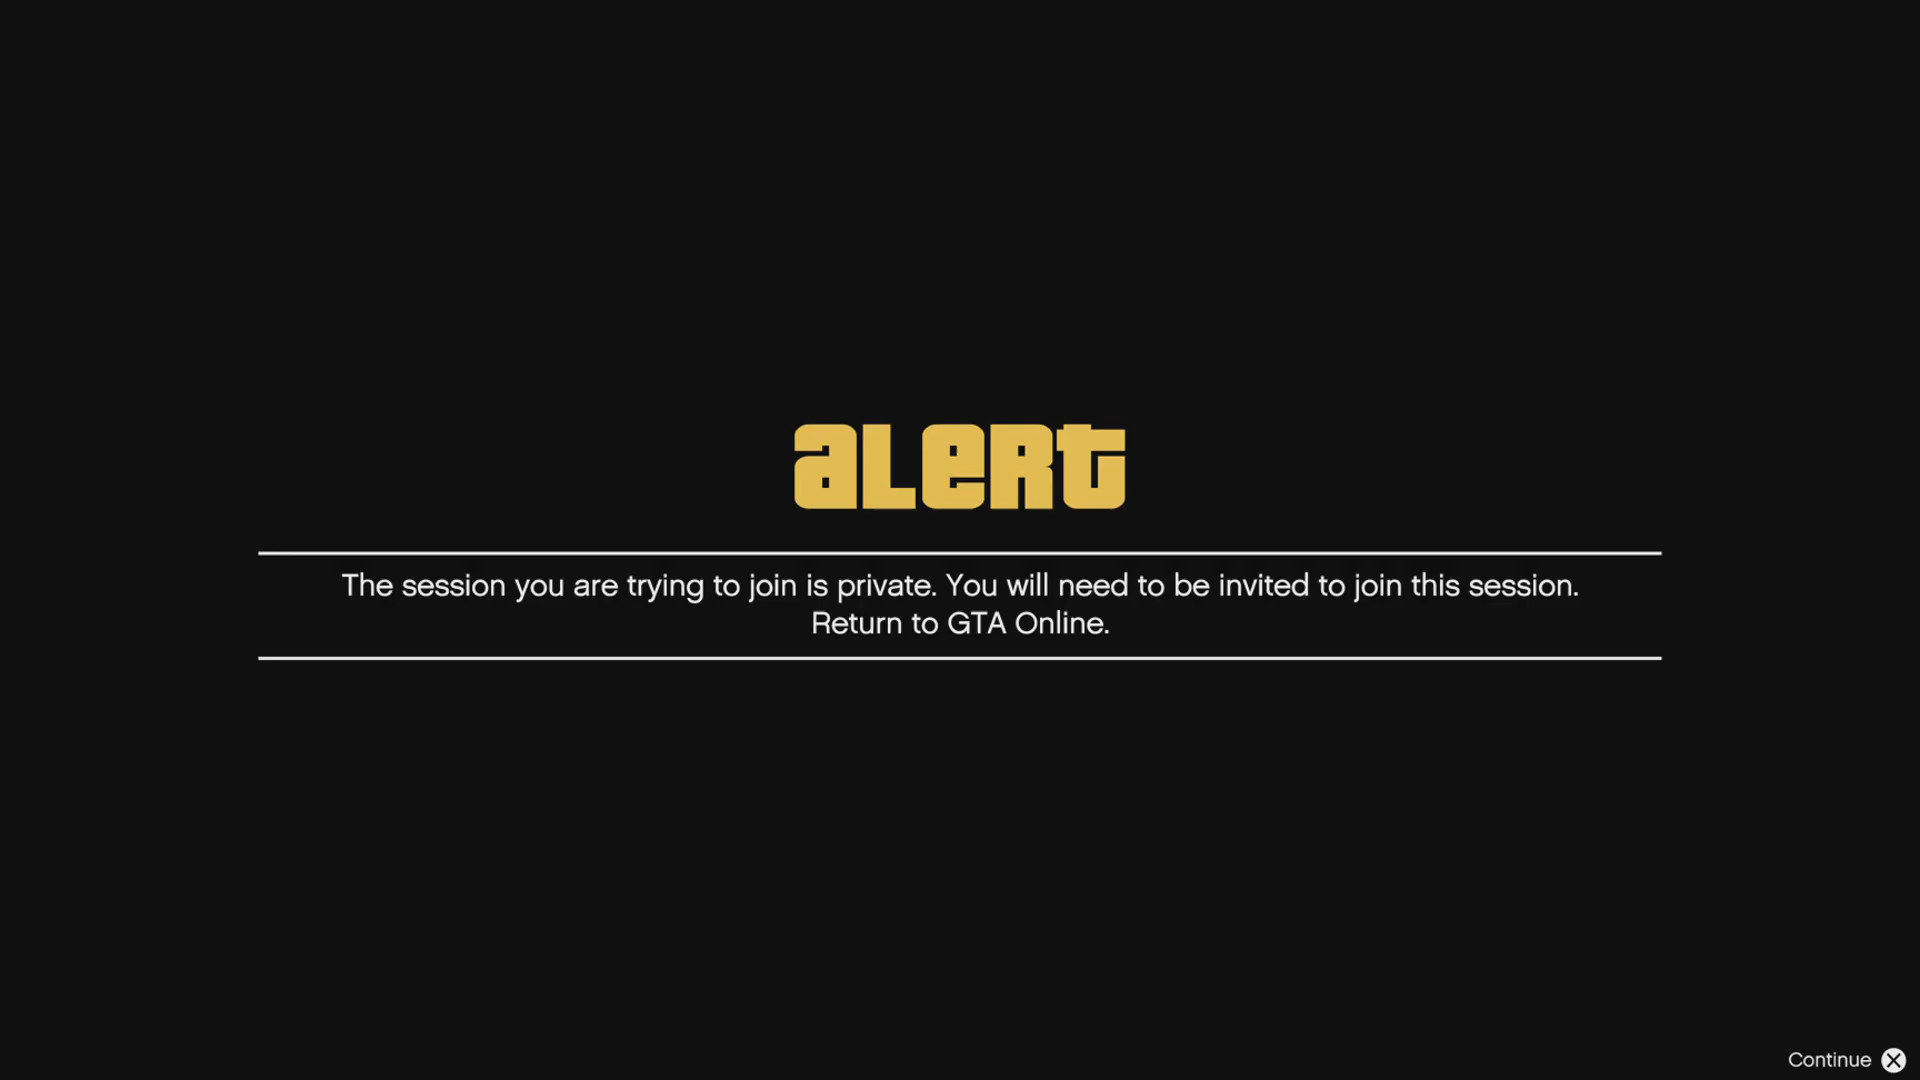 alert
The session you are trying to join is private. You will need to be invited to join this session.
Return to GTA Online.
Continue